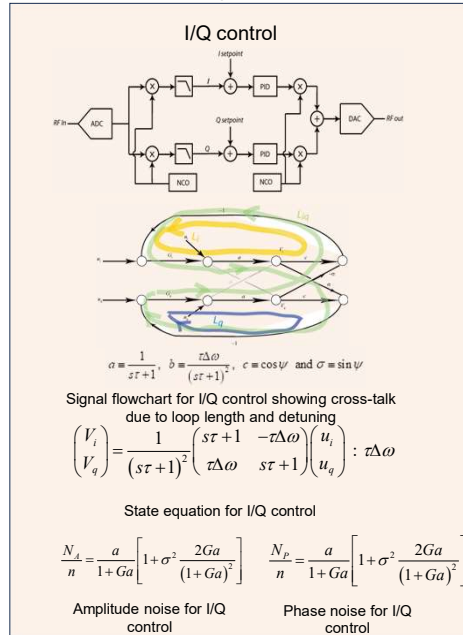 I/Q control
I setpoint
I
PID
RF in
ADC
DAC
RF out
Q setpoint
Q
PID
NCO
NCO
-1
L_iq
L_i
L_q
-1
a ≡ 1/(sτ+1), b ≡ τΔω/(sτ+1)², c ≡ cosψ and σ ≡ sinψ
Signal flowchart for I/Q control showing cross-talk
due to loop length and detuning
(V_i V_q) = 1/(sτ+1)² (sτ+1 −τΔω τΔω sτ+1)(u_i u_q) : τΔω
State equation for I/Q control
N_A/n = a/(1+Ga) [1+σ² 2Ga/(1+Ga)²] N_P/n = a/(1+Ga) [1+σ² 2Ga/(1+Ga)²]
Amplitude noise for I/Q
control
Phase noise for I/Q
control